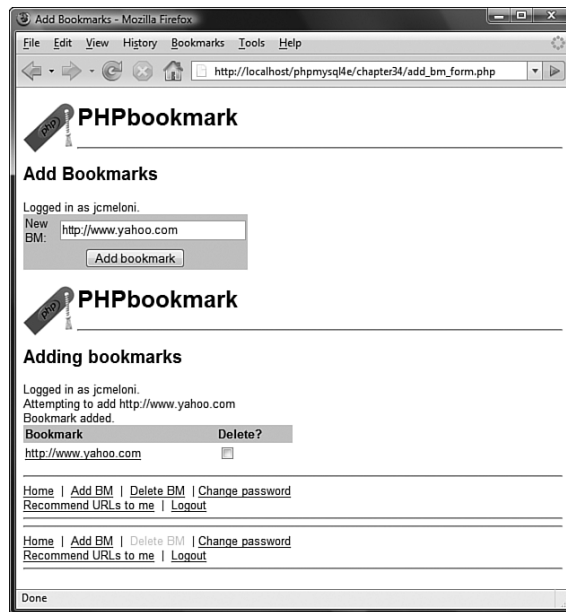 Add Bookmarks - Mozilla Firefox
File Edit View History Bookmarks Tools Help
http://localhost/phpmysql4e/chapter34/add_bm_form.php
php
PHPbookmark
Add Bookmarks
Logged in as jcmeloni.
New BM:
http://www.yahoo.com
Add bookmark
php
PHPbookmark
Adding bookmarks
Logged in as jcmeloni.
Attempting to add http://www.yahoo.com
Bookmark added.
Bookmark Delete?
http://www.yahoo.com
Home | Add BM | Delete BM | Change password
Recommend URLs to me | Logout
Home | Add BM | Delete BM | Change password
Recommend URLs to me | Logout
Done